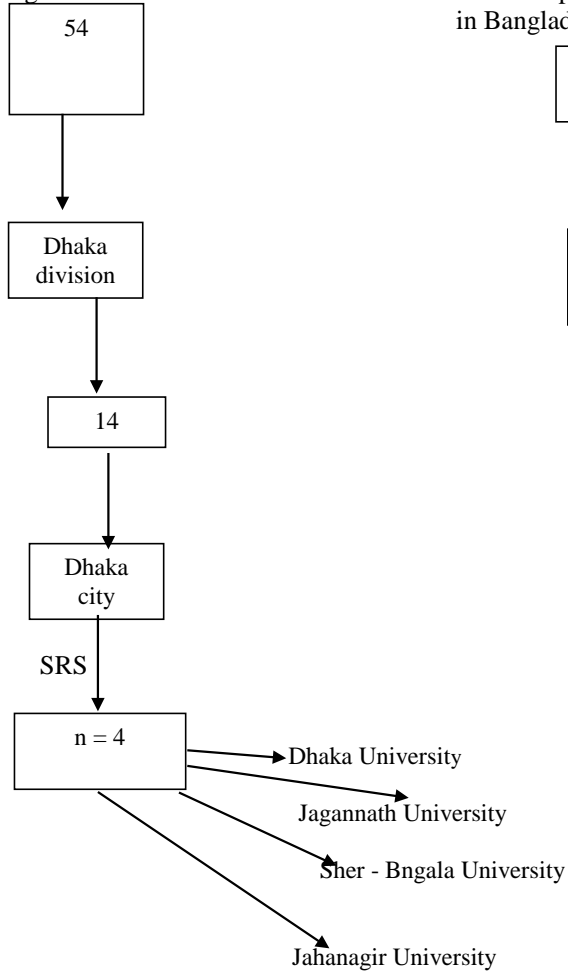 in Banglad
54
Dhaka
division
14
Dhaka
city
SRS
n = 4
Dhaka University
Jagannath University
Sher - Bngala University
Jahanagir University